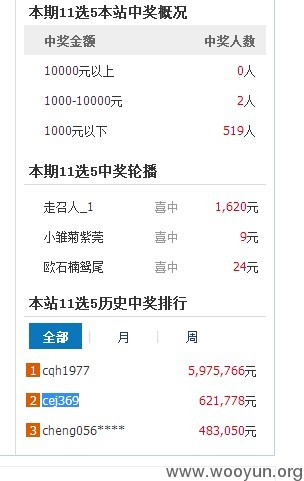 本期11选5本站中奖概况
中奖金额 中奖人数
10000元以上 0人
1000-10000元 2人
1000元以下 519人
本期11选5中奖轮播
走召人_1 喜中 1,620元
小雏菊紫莞 喜中 9元
欧石楠鸳尾 喜中 24元
本站11选5历史中奖排行
全部 月 周
1 cqh1977 5,975,766元
2 cej369 621,778元
3 cheng056**** 483,050元
www.wooyun.org